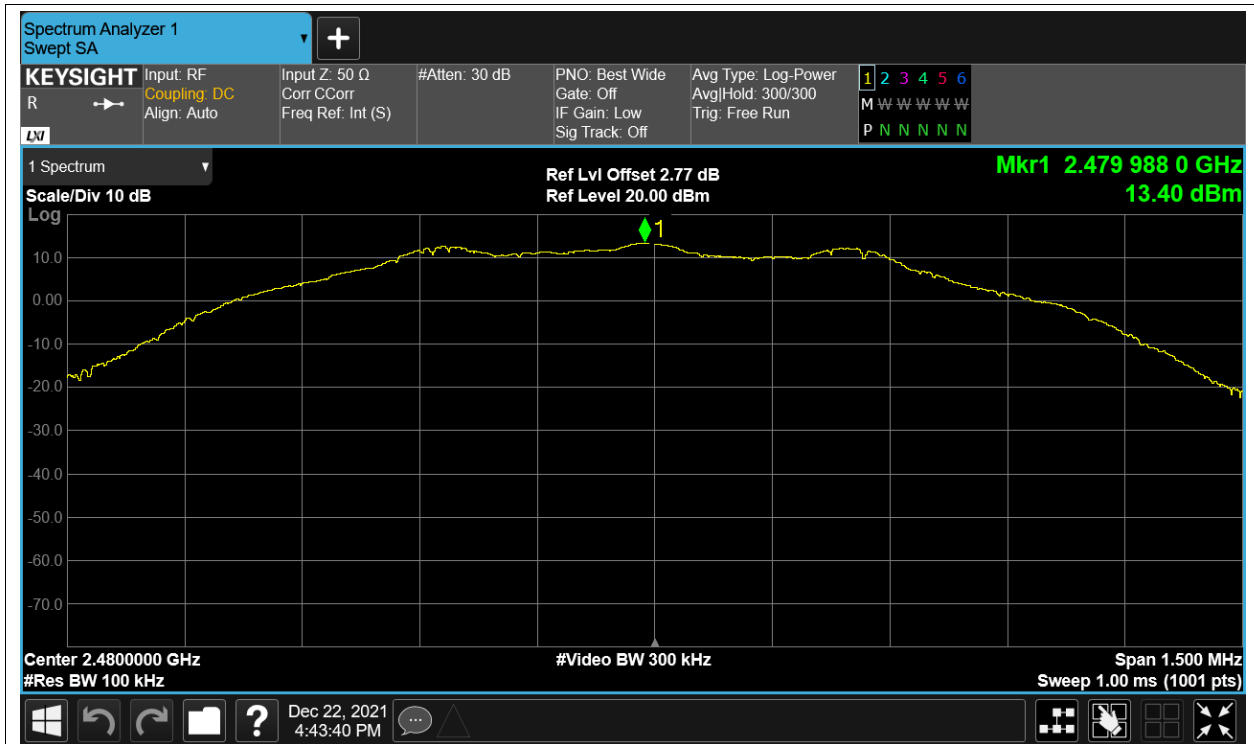 Spectrum Analyzer 1
Swept SA
KEYSIGHT
R
LXI
Input: RF
Coupling: DC
Align: Auto
Input Z: 50 Ω
Corr CCorr
Freq Ref: Int (S)
#Atten: 30 dB
PNO: Best Wide
Gate: Off
IF Gain: Low
Sig Track: Off
Avg Type: Log-Power
Avg|Hold: 300/300
Trig: Free Run
1 2 3 4 5 6
M W W W W W
P N N N N N
1 Spectrum
Scale/Div 10 dB
Log
Ref Lvl Offset 2.77 dB
Ref Level 20.00 dBm
Mkr1 2.479 988 0 GHz
13.40 dBm
1
10.0
0.00
-10.0
-20.0
-30.0
-40.0
-50.0
-60.0
-70.0
Center 2.4800000 GHz
#Res BW 100 kHz
#Video BW 300 kHz
Span 1.500 MHz
Sweep 1.00 ms (1001 pts)
?
Dec 22, 2021
4:43:40 PM